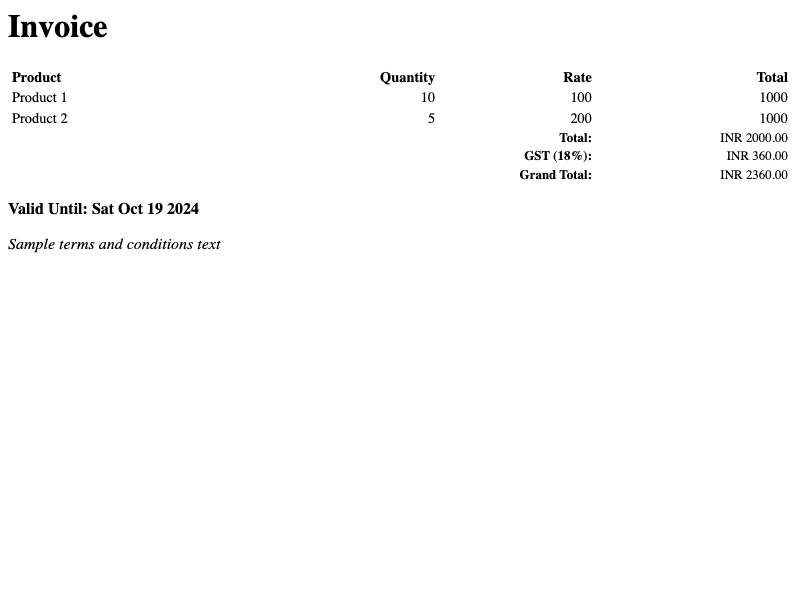 Invoice
Product Quantity Rate Total
Product 1 10 100 1000
Product 2 5 200 1000
Total: INR 2000.00
GST (18%): INR 360.00
Grand Total: INR 2360.00
Valid Until: Sat Oct 19 2024
Sample terms and conditions text